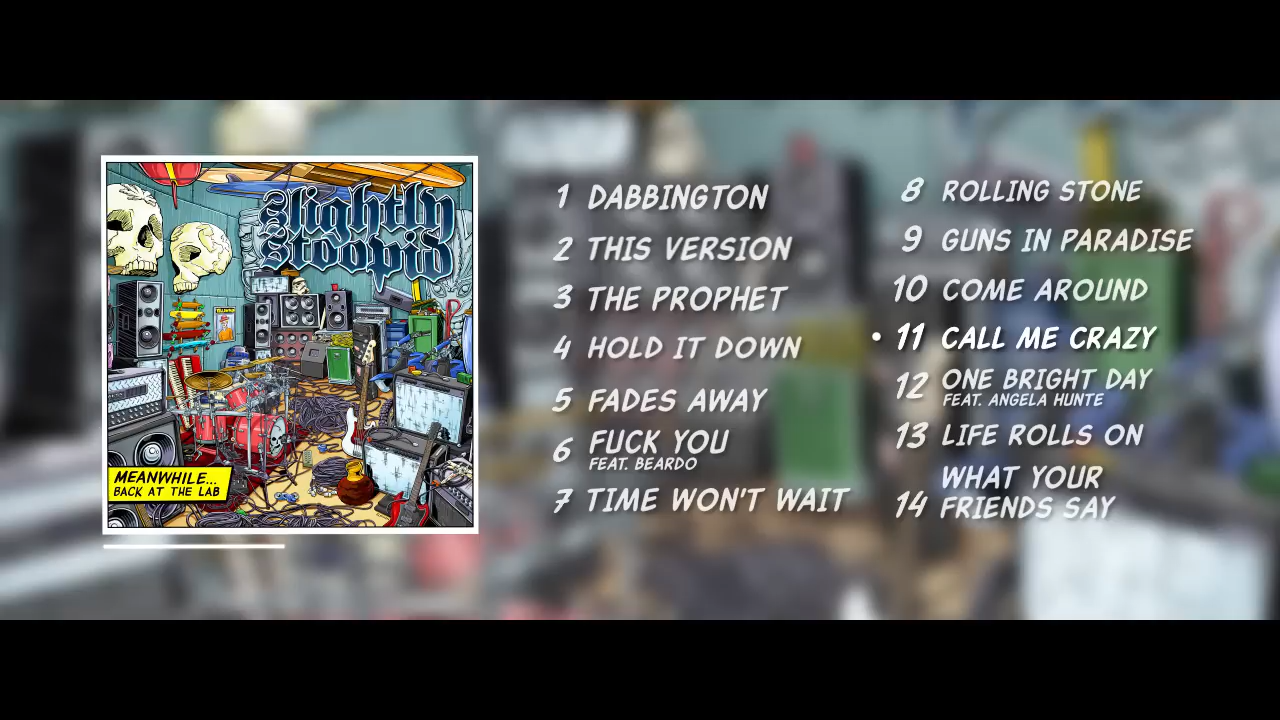 slightly
stoopid
MEANWHILE...
BACK AT THE LAB
1 DABBINGTON
2 THIS VERSION
3 THE PROPHET
4 HOLD IT DOWN
5 FADES AWAY
6 FUCK YOU
FEAT. BEARDO
7 TIME WON'T WAIT
8 ROLLING STONE
9 GUNS IN PARADISE
10 COME AROUND
• 11 CALL ME CRAZY
12 ONE BRIGHT DAY
FEAT. ANGELA HUNTE
13 LIFE ROLLS ON
WHAT YOUR
14 FRIENDS SAY